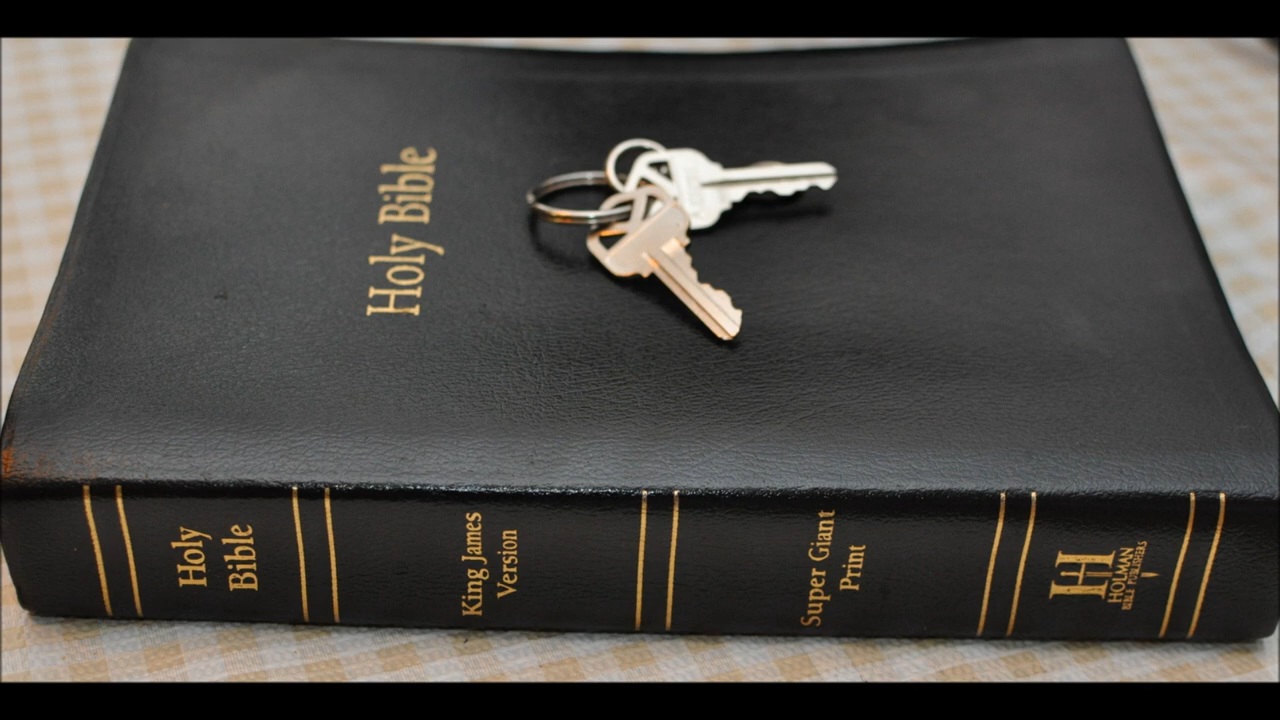 Holy Bible
Holy
Bible
King James
Version
Super Giant
Print
HOLMAN
BIBLE PUBLISHERS